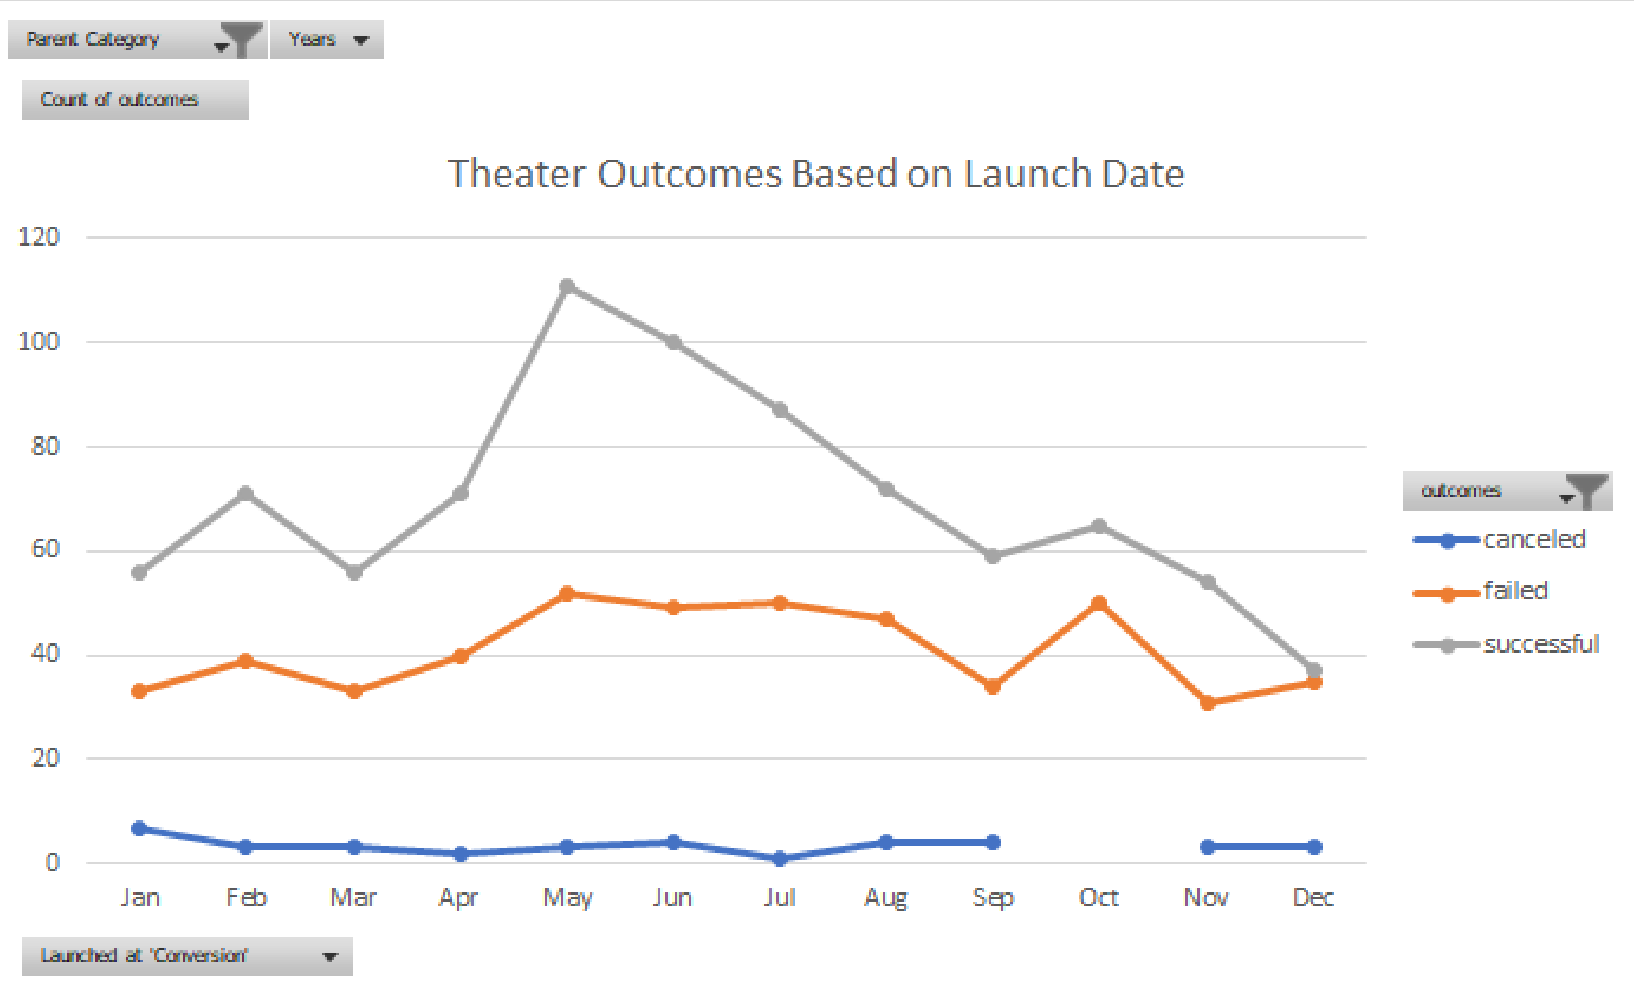 Parent Category Years
Count of outcomes
Theater Outcomes Based on Launch Date
120
100
80
60
40
20
0
Jan Feb Mar Apr May Jun Jul Aug Sep Oct Nov Dec
outcomes
canceled
failed
successful
Launched at 'Conversion'